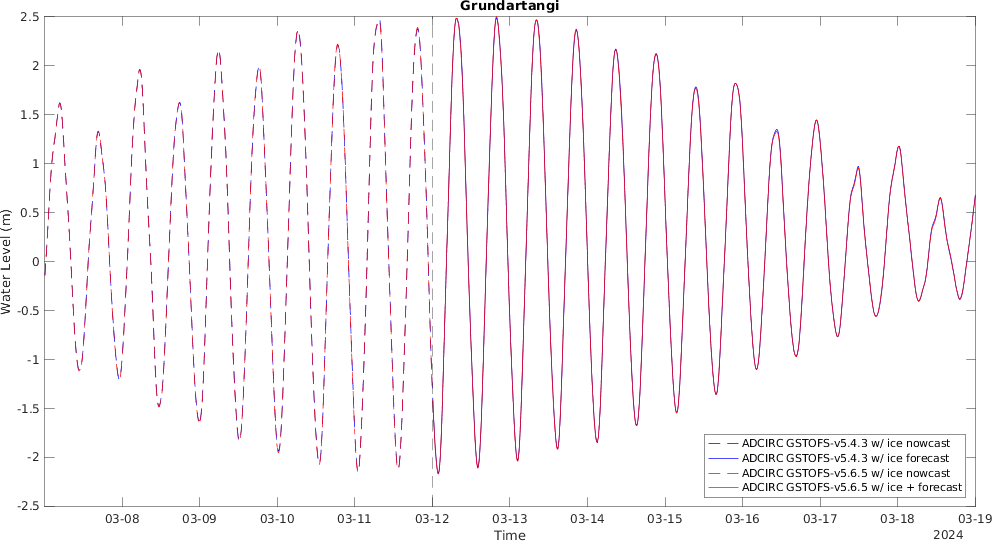 Grundartangi
2.5
2
1.5
1
0.5
0
-0.5
-1
-1.5
-2
-2.5
Water Level (m)
ADCIRC GSTOFS-v5.4.3 w/ ice nowcast
ADCIRC GSTOFS-v5.4.3 w/ ice forecast
ADCIRC GSTOFS-v5.6.5 w/ ice nowcast
ADCIRC GSTOFS-v5.6.5 w/ ice + forecast
03-08 03-09 03-10 03-11 03-12 03-13 03-14 03-15 03-16 03-17 03-18 03-19
Time
2024